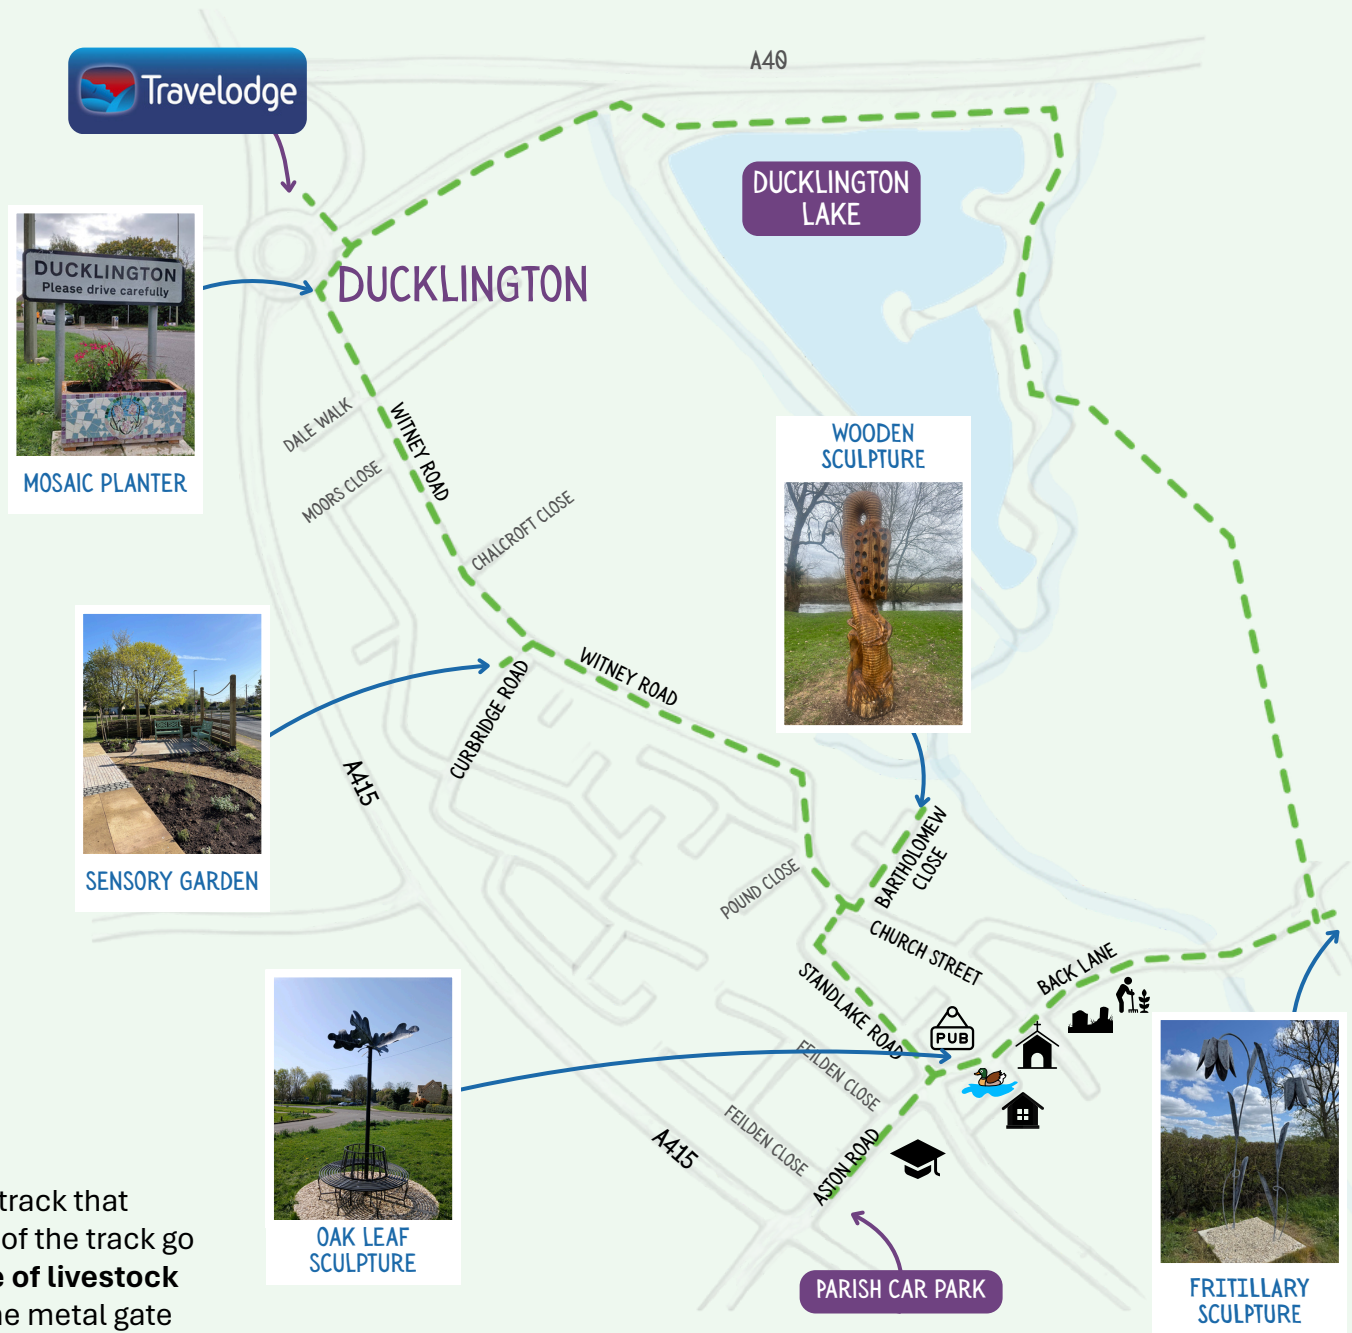 A40
Travelodge
DUCKLINGTON
LAKE
DUCKLINGTON
Please drive carefully
MOSAIC PLANTER
DUCKLINGTON
DALE WALK
WITNEY ROAD
MOORS CLOSE
CHALCROFT CLOSE
WOODEN
SCULPTURE
SENSORY GARDEN
CURBRIDGE ROAD
WITNEY ROAD
A415
POUND CLOSE
BARTHOLOMEW
CLOSE
CHURCH STREET
BACK LANE
STANDLAKE ROAD
PUB
FEILDEN CLOSE
FEILDEN CLOSE
A415
ASTON ROAD
OAK LEAF
SCULPTURE
PARISH CAR PARK
FRITILLARY
SCULPTURE
track that
of the track go
e of livestock
ne metal gate